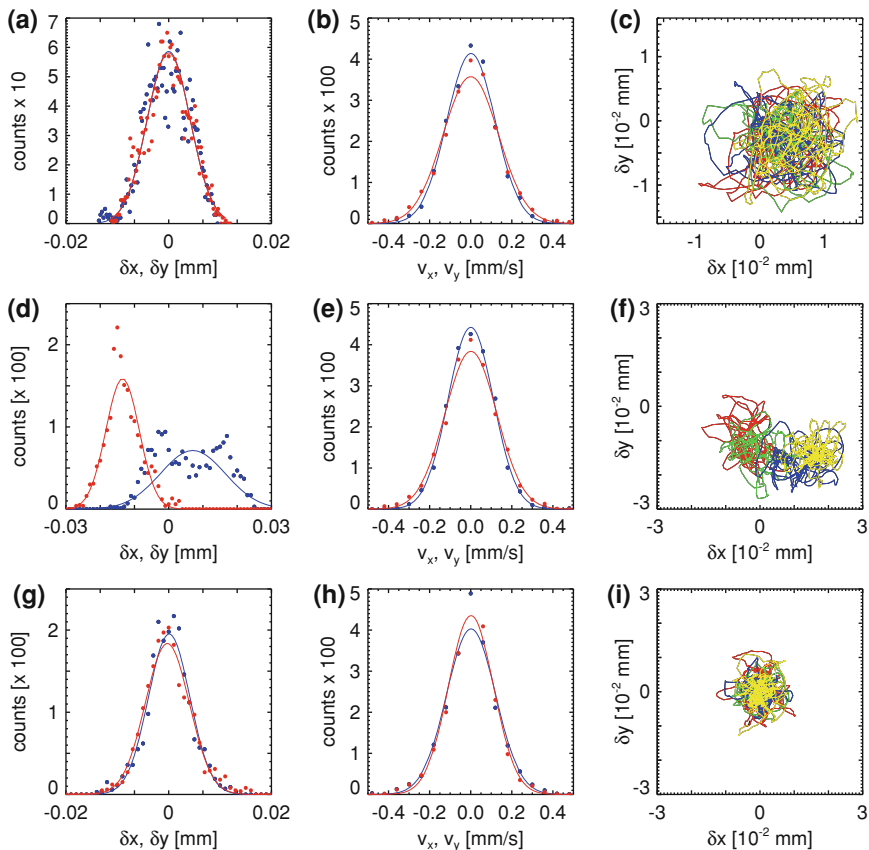 (a)
7
6
5
4
3
2
1
0
counts x 10
-0.02
0
0.02
δx, δy [mm]
(b)
5
4
3
2
1
0
counts x 100
-0.4
-0.2
0.0
0.2
0.4
vₓ, v_y [mm/s]
(c)
1
0
-1
δy [10⁻² mm]
-1
0
1
δx [10⁻² mm]
(d)
2
1
0
counts [x 100]
-0.03
0
0.03
δx, δy [mm]
(e)
5
4
3
2
1
0
counts x 100
-0.4
-0.2
0.0
0.2
0.4
vₓ, v_y [mm/s]
(f)
3
0
-3
δy [10⁻² mm]
-3
0
3
δx [10⁻² mm]
(g)
2
1
0
counts [x 100]
-0.02
0
0.02
δx, δy [mm]
(h)
5
4
3
2
1
0
counts x 100
-0.4
-0.2
0.0
0.2
0.4
vₓ, v_y [mm/s]
(i)
3
0
-3
δy [10⁻² mm]
-3
0
3
δx [10⁻² mm]